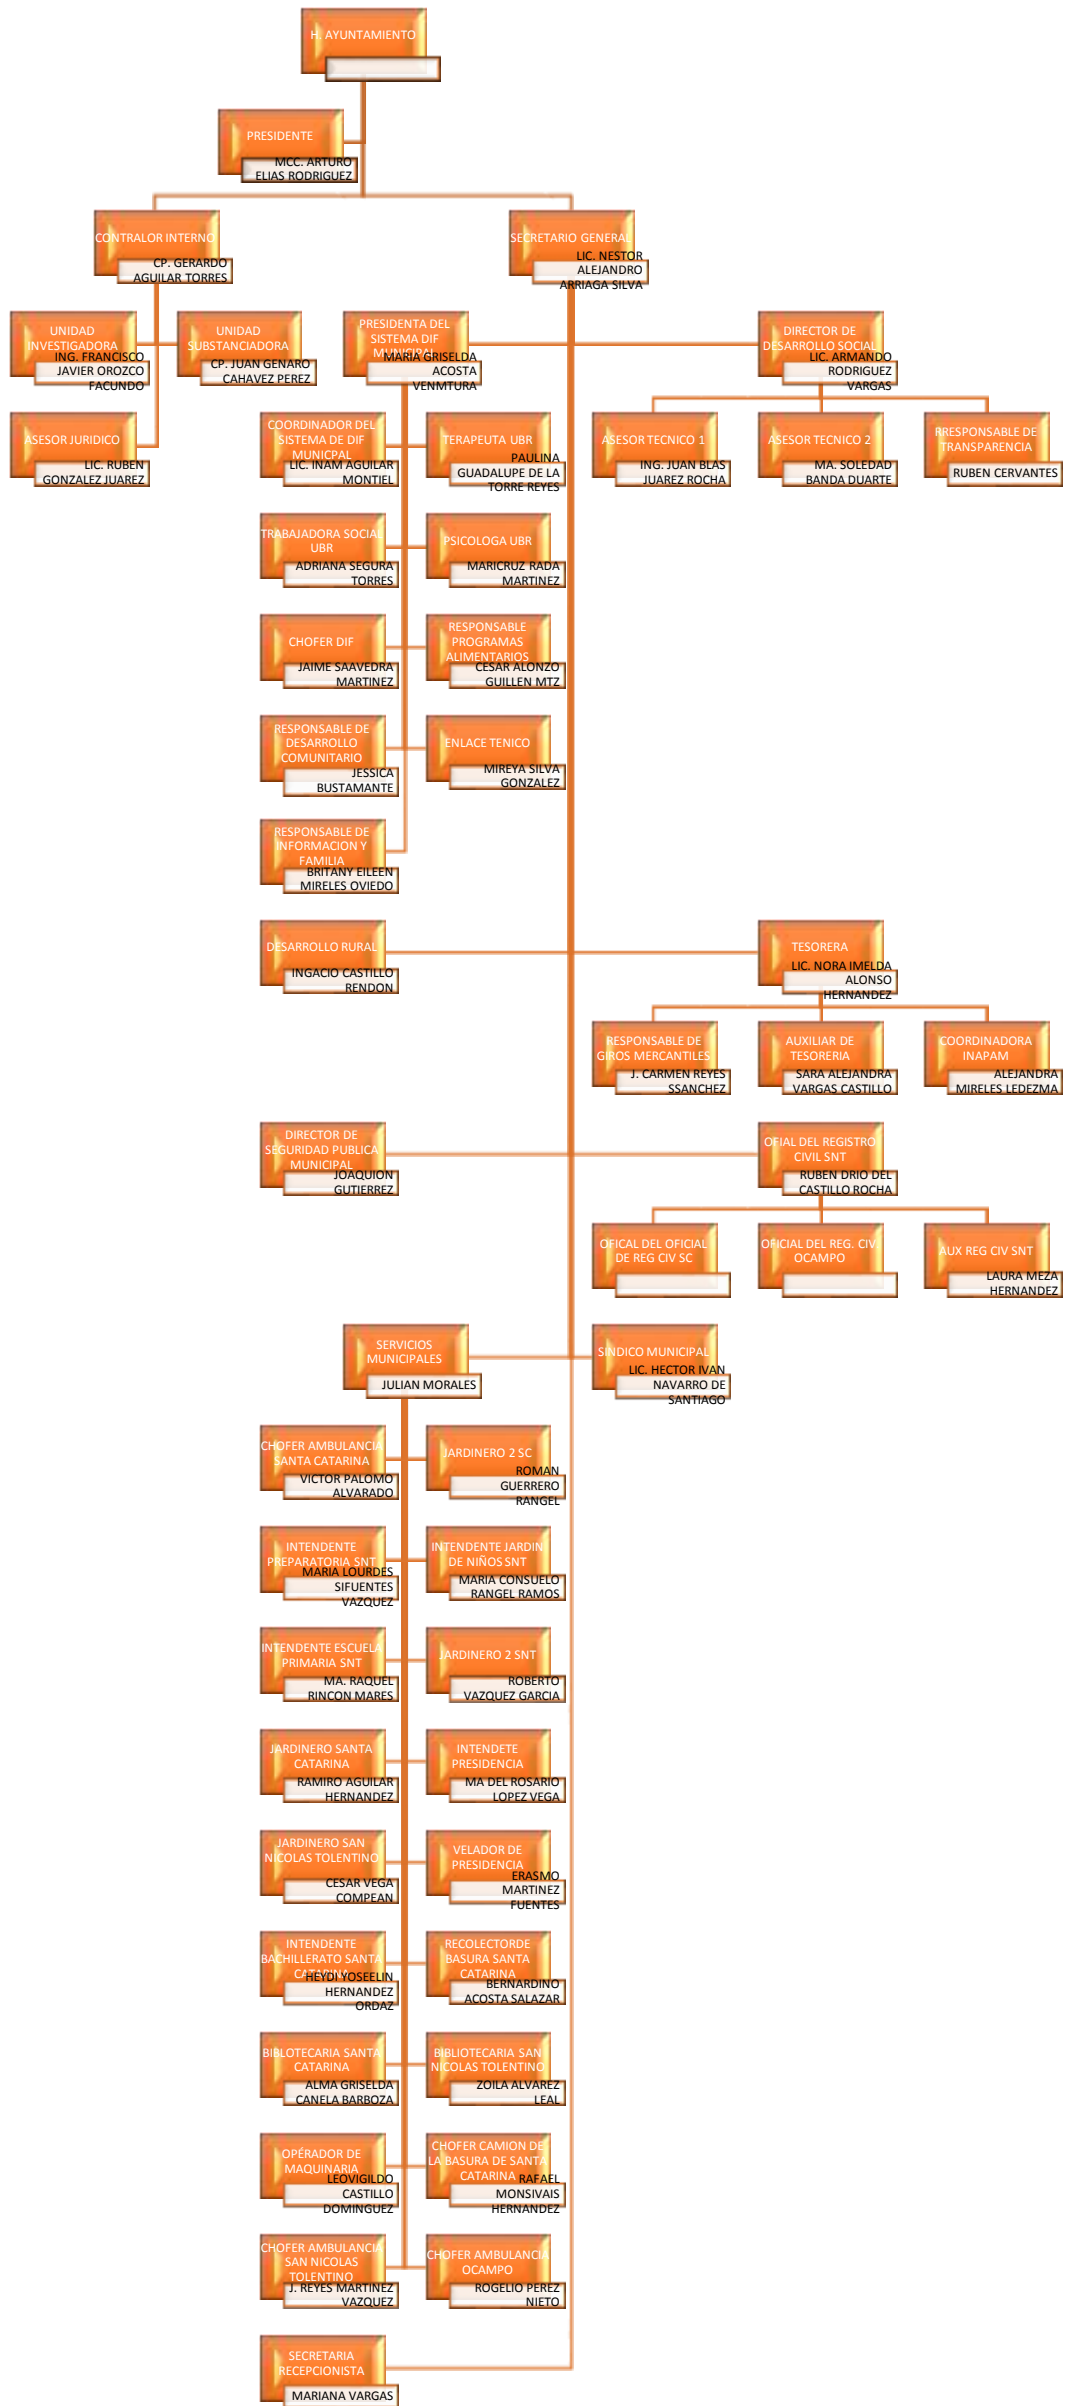 H. AYUNTAMIENTO
PRESIDENTE
MCC. ARTURO
ELIAS RODRIGUEZ
CONTRALOR INTERNO
CP. GERARDO
AGUILAR TORRES
SECRETARIO GENERAL
LIC. NESTOR
ALEJANDRO
ARRIAGA SILVA
UNIDAD
INVESTIGADORA
ING. FRANCISCO
JAVIER OROZCO
FACUNDO
UNIDAD
SUBSTANCIADORA
CP. JUAN GENARO
CAHAVEZ PEREZ
PRESIDENTA DEL
SISTEMA DIF
MUNICIPAL
MARIA GRISELDA
ACOSTA
VENMTURA
DIRECTOR DE
DESARROLLO SOCIAL
LIC. ARMANDO
RODRIGUEZ
VARGAS
ASESOR JURIDICO
LIC. RUBEN
GONZALEZ JUAREZ
COORDINADOR DEL
SISTEMA DE DIF
MUNICPAL
LIC. INAM AGUILAR
MONTIEL
TERAPEUTA UBR
PAULINA
GUADALUPE DE LA
TORRE REYES
ASESOR TECNICO 1
ING. JUAN BLAS
JUAREZ ROCHA
ASESOR TECNICO 2
MA. SOLEDAD
BANDA DUARTE
RRESPONSABLE DE
TRANSPARENCIA
RUBEN CERVANTES
TRABAJADORA SOCIAL
UBR
ADRIANA SEGURA
TORRES
PSICOLOGA UBR
MARICRUZ RADA
MARTINEZ
CHOFER DIF
JAIME SAAVEDRA
MARTINEZ
RESPONSABLE
PROGRAMAS
ALIMENTARIOS
CESAR ALONZO
GUILLEN MTZ
RESPONSABLE DE
DESARROLLO
COMUNITARIO
JESSICA
BUSTAMANTE
ENLACE TENICO
MIREYA SILVA
GONZALEZ
RESPONSABLE DE
INFORMACION Y
FAMILIA
BRITANY EILEEN
MIRELES OVIEDO
DESARROLLO RURAL
INGACIO CASTILLO
RENDON
TESORERA
LIC. NORA IMELDA
ALONSO
HERNANDEZ
RESPONSABLE DE
GIROS MERCANTILES
J. CARMEN REYES
SSANCHEZ
AUXILIAR DE
TESORERIA
SARA ALEJANDRA
VARGAS CASTILLO
COORDINADORA
INAPAM
ALEJANDRA
MIRELES LEDEZMA
DIRECTOR DE
SEGURIDAD PUBLICA
MUNICIPAL
JOAQUION
GUTIERREZ
OFIAL DEL REGISTRO
CIVIL SNT
RUBEN DRIO DEL
CASTILLO ROCHA
OFICAL DEL OFICIAL
DE REG CIV SC
OFICIAL DEL REG. CIV
OCAMPO
AUX REG CIV SNT
LAURA MEZA
HERNANDEZ
SERVICIOS
MUNICIPALES
JULIAN MORALES
SINDICO MUNICIPAL
LIC. HECTOR IVAN
NAVARRO DE
SANTIAGO
CHOFER AMBULANCIA
SANTA CATARINA
VICTOR PALOMO
ALVARADO
JARDINERO 2 SC
ROMAN
GUERRERO
RANGEL
INTENDENTE
PREPARATORIA SNT
MARIA LOURDES
SIFUENTES
VAZQUEZ
INTENDENTE JARDIN
DE NIÑOS SNT
MARIA CONSUELO
RANGEL RAMOS
INTENDENTE ESCUELA
PRIMARIA SNT
MA. RAQUEL
RINCON MARES
JARDINERO 2 SNT
ROBERTO
VAZQUEZ GARCIA
JARDINERO SANTA
CATARINA
RAMIRO AGUILAR
HERNANDEZ
INTENDETE
PRESIDENCIA
MA DEL ROSARIO
LOPEZ VEGA
JARDINERO SAN
NICOLAS TOLENTINO
CESAR VEGA
COMPEAN
VELADOR DE
PRESIDENCIA
ERASMO
MARTINEZ
FUENTES
INTENDENTE
BACHILLERATO SANTA
CATARINA
HEYDI YOSEELIN
HERNANDEZ
ORDAZ
RECOLECTORDE
BASURA SANTA
CATARINA
BERNARDINO
ACOSTA SALAZAR
BIBLOTECARIA SANTA
CATARINA
ALMA GRISELDA
CANELA BARBOZA
BIBLIOTECARIA SAN
NICOLAS TOLENTINO
ZOILA ALVAREZ
LEAL
OPÉRADOR DE
MAQUINARIA
LEOVIGILDO
CASTILLO
DOMINGUEZ
CHOFER CAMION DE
LA BASURA DE SANTA
CATARINA
RAFAEL
MONSIVAIS
HERNANDEZ
CHOFER AMBULANCIA
SAN NICOLAS
TOLENTINO
J. REYES MARTINEZ
VAZQUEZ
CHOFER AMBULANCIA
OCAMPO
ROGELIO PEREZ
NIETO
SECRETARIA
RECEPCIONISTA
MARIANA VARGAS